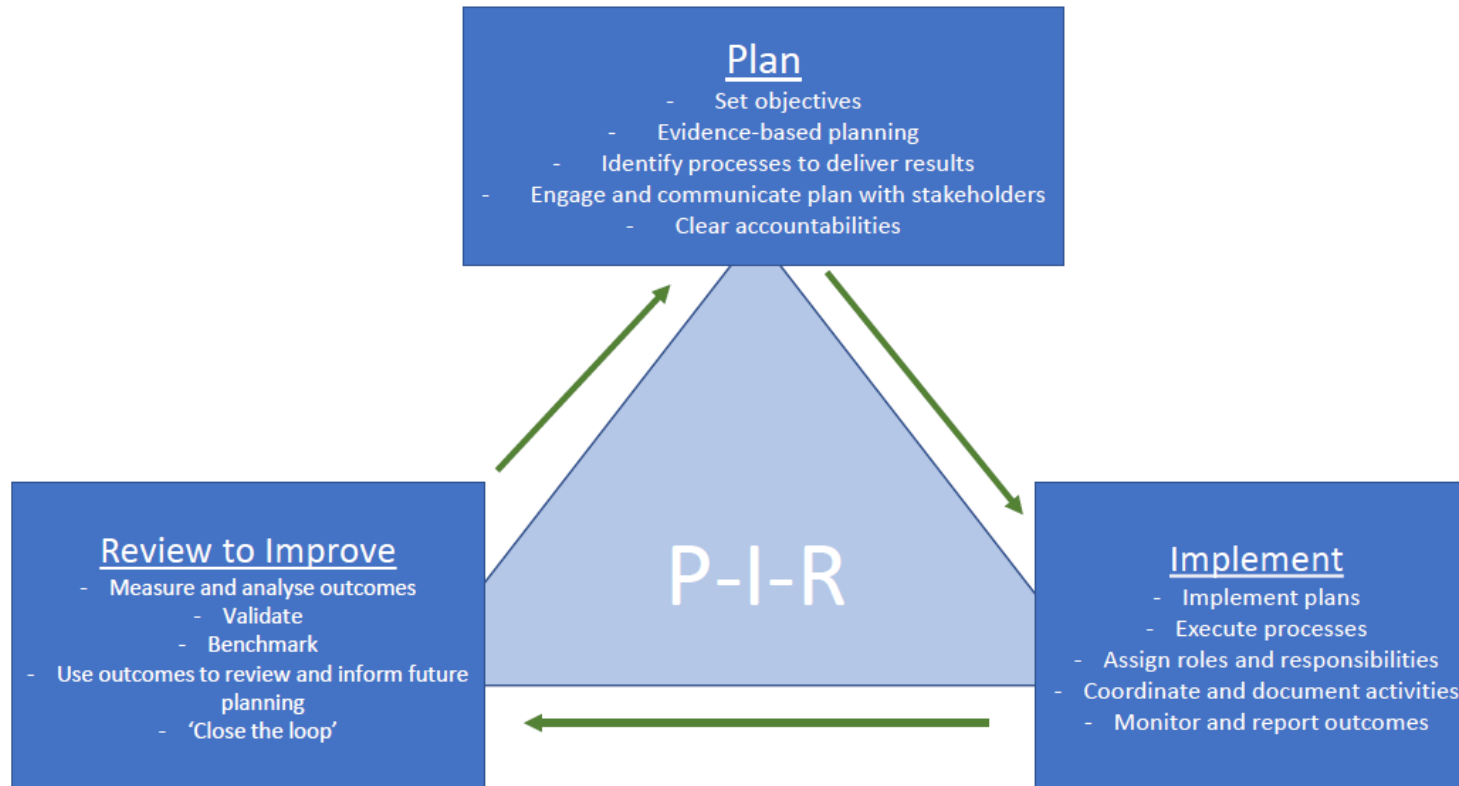 Plan
- Set objectives
- Evidence-based planning
- Identify processes to deliver results
- Engage and communicate plan with stakeholders
- Clear accountabilities
Review to Improve
- Measure and analyse outcomes
- Validate
- Benchmark
- Use outcomes to review and inform future
planning
- ‘Close the loop’
P-I-R
Implement
- Implement plans
- Execute processes
- Assign roles and responsibilities
- Coordinate and document activities
- Monitor and report outcomes